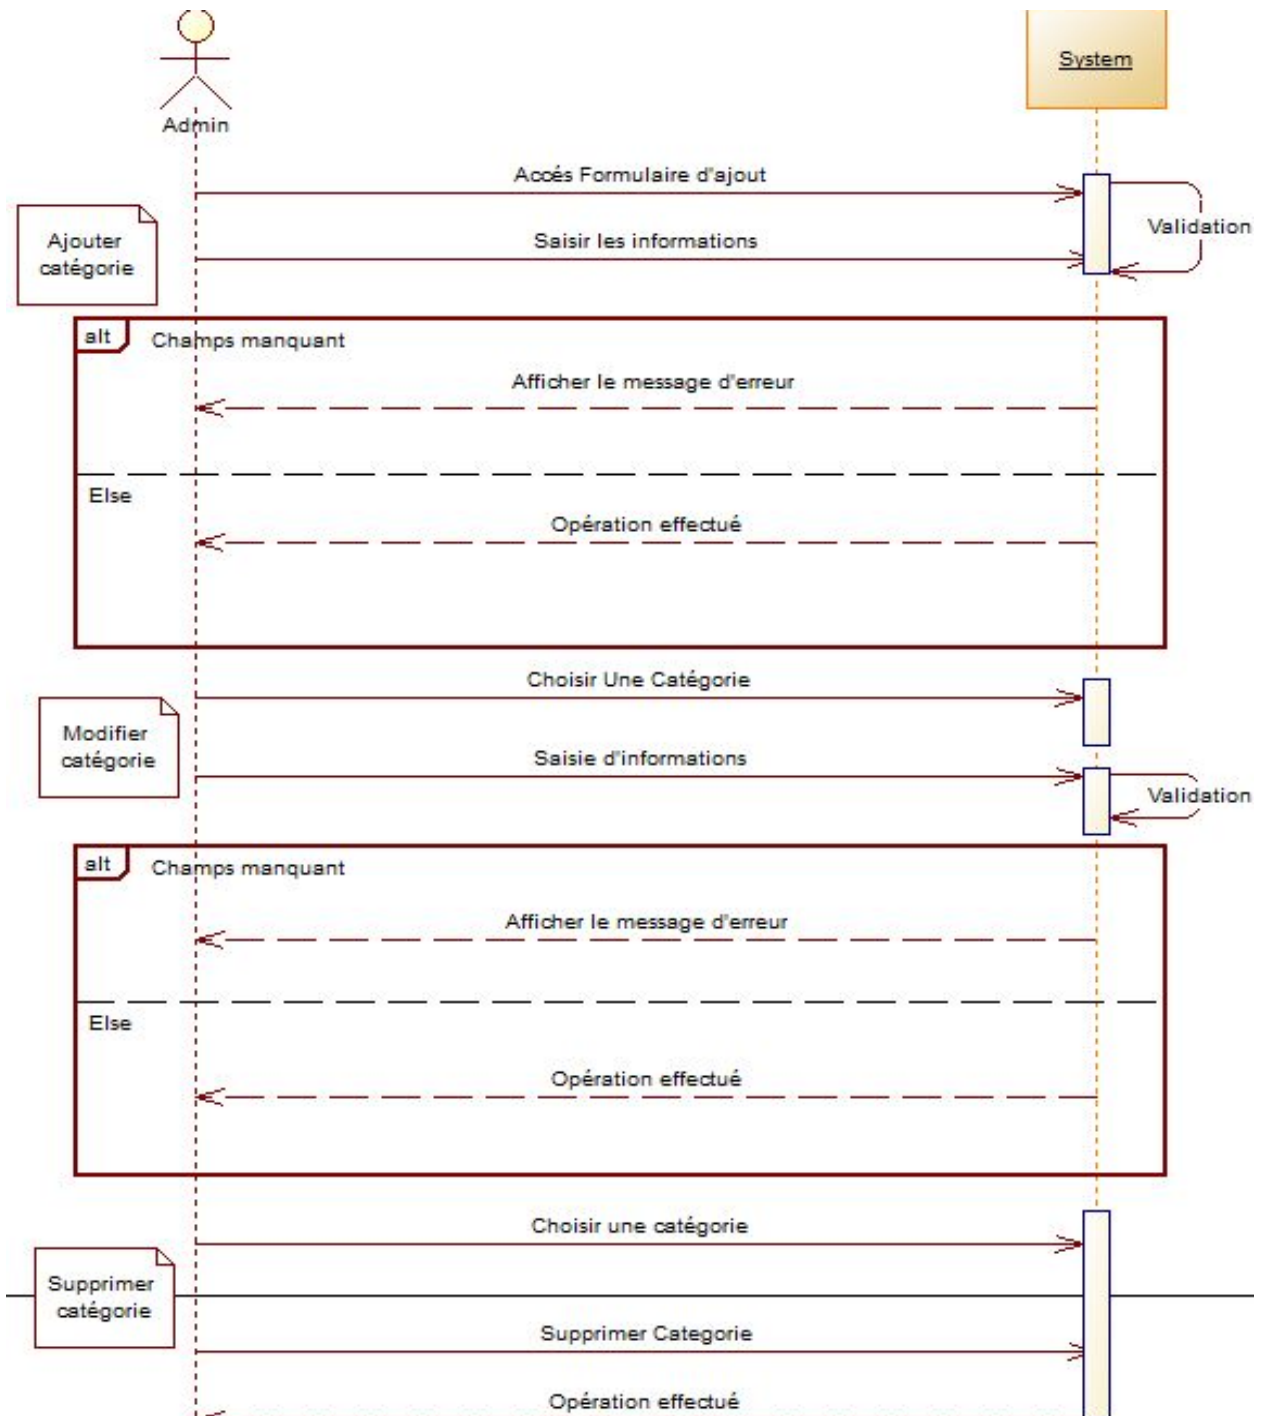 System
Admin
Accés Formulaire d'ajout
Validation
Ajouter
catégorie
Saisir les informations
alt
Champs manquant
Afficher le message d'erreur
Else
Opération effectué
Choisir Une Catégorie
Modifier
catégorie
Saisie d'informations
Validation
alt
Champs manquant
Afficher le message d'erreur
Else
Opération effectué
Choisir une catégorie
Supprimer
catégorie
Supprimer Categorie
Opération effectué